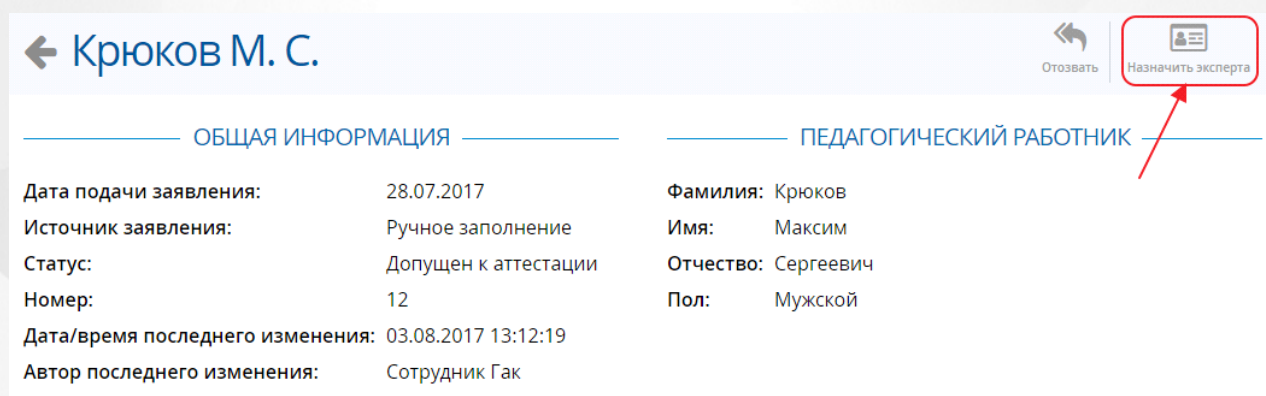 Крюков М. С.
Отозвать
Назначить эксперта
ОБЩАЯ ИНФОРМАЦИЯ
Дата подачи заявления: 28.07.2017
Источник заявления: Ручное заполнение
Статус: Допущен к аттестации
Номер: 12
Дата/время последнего изменения: 03.08.2017 13:12:19
Автор последнего изменения: Сотрудник Гак
ПЕДАГОГИЧЕСКИЙ РАБОТНИК
Фамилия: Крюков
Имя: Максим
Отчество: Сергеевич
Пол: Мужской